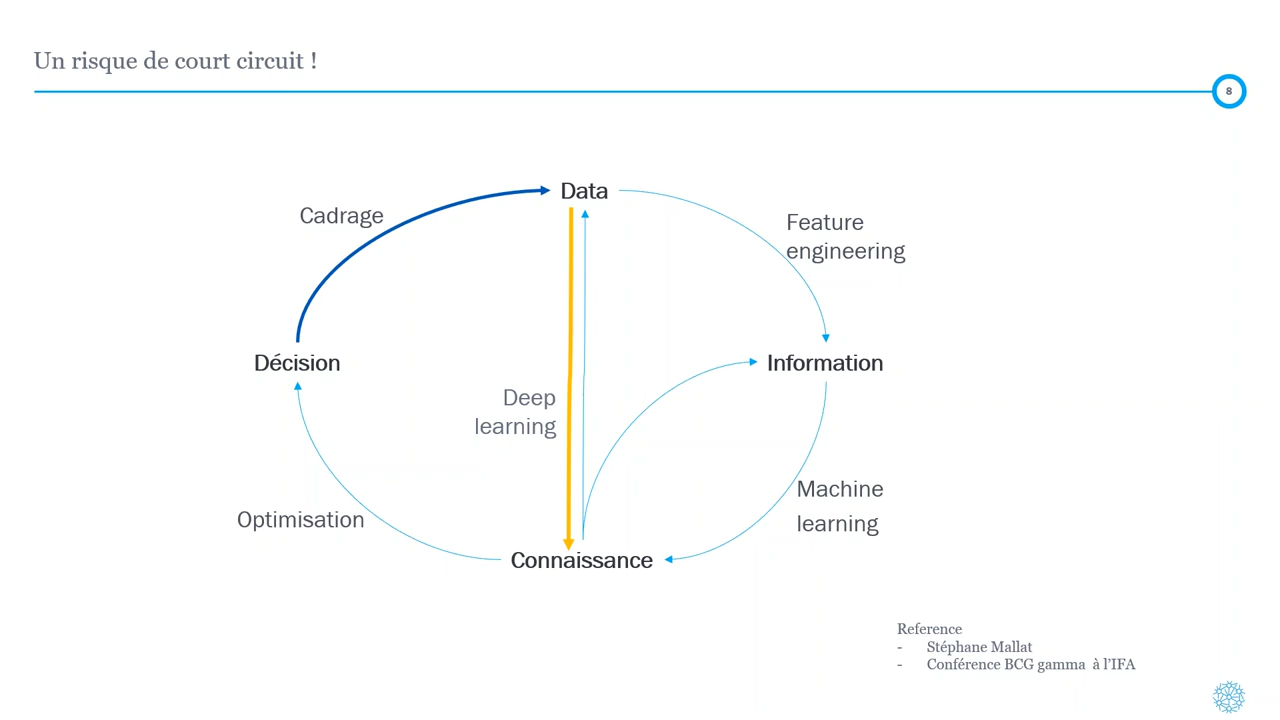 Un risque de court circuit !
8
Data
Cadrage
Feature
engineering
Décision
Information
Deep
learning
Machine
learning
Optimisation
Connaissance
Reference
- Stéphane Mallat
- Conférence BCG gamma à l'IFA